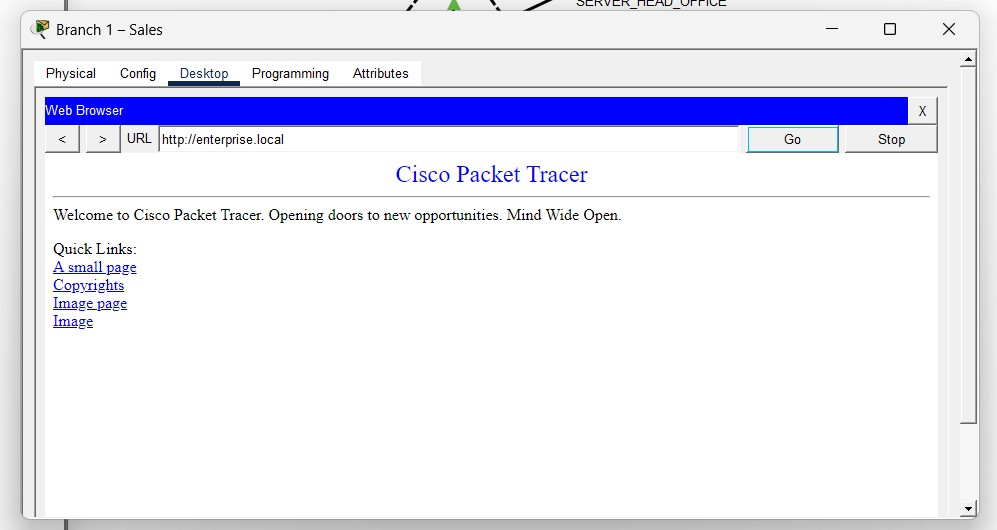 SERVER_HEAD_OFFICE
Branch 1 – Sales
Physical Config Desktop Programming Attributes
Web Browser X
< > URL http://enterprise.local Go Stop
Cisco Packet Tracer
Welcome to Cisco Packet Tracer. Opening doors to new opportunities. Mind Wide Open.
Quick Links:
A small page
Copyrights
Image page
Image